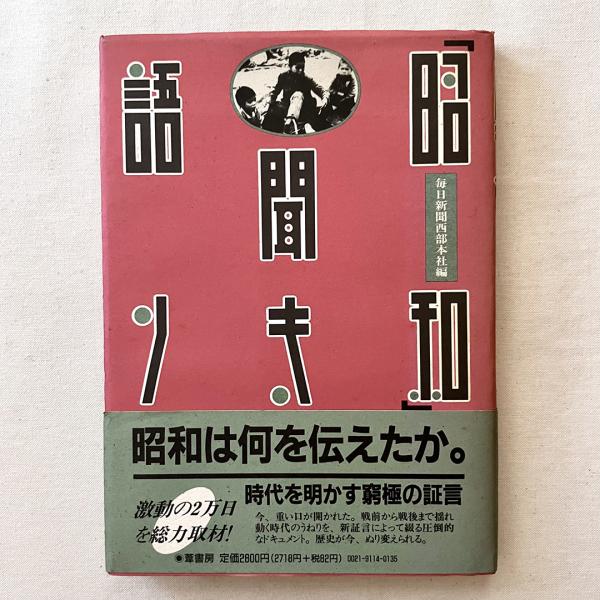 「昭和」
聞き
語り
毎日新聞西部本社編
昭和は何を伝えたか。
時代を明かす窮極の証言
激動の2万日
を総力取材!
今、重い口が開かれた。戦前から戦後まで揺れ
動く時代のうねりを、新証言によって綴る圧倒的
なドキュメント。歴史が今、ぬり変えられる。
●葦書房 定価2800円(2718円+税82円) 0021-9114-0135